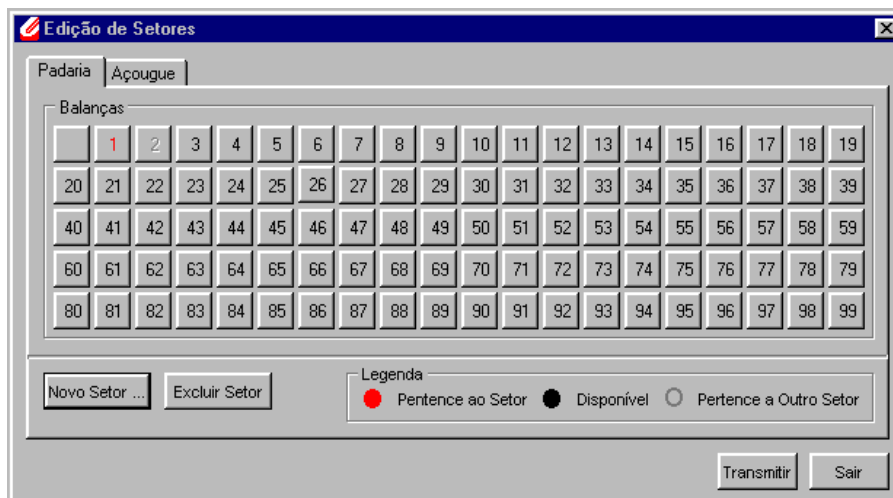 Edição de Setores
Padaria Açougue
Balanças
1 2 3 4 5 6 7 8 9 10 11 12 13 14 15 16 17 18 19
20 21 22 23 24 25 26 27 28 29 30 31 32 33 34 35 36 37 38 39
40 41 42 43 44 45 46 47 48 49 50 51 52 53 54 55 56 57 58 59
60 61 62 63 64 65 66 67 68 69 70 71 72 73 74 75 76 77 78 79
80 81 82 83 84 85 86 87 88 89 90 91 92 93 94 95 96 97 98 99
Novo Setor ... Excluir Setor
Legenda
Pentence ao Setor Disponível Pertence a Outro Setor
Transmitir Sair